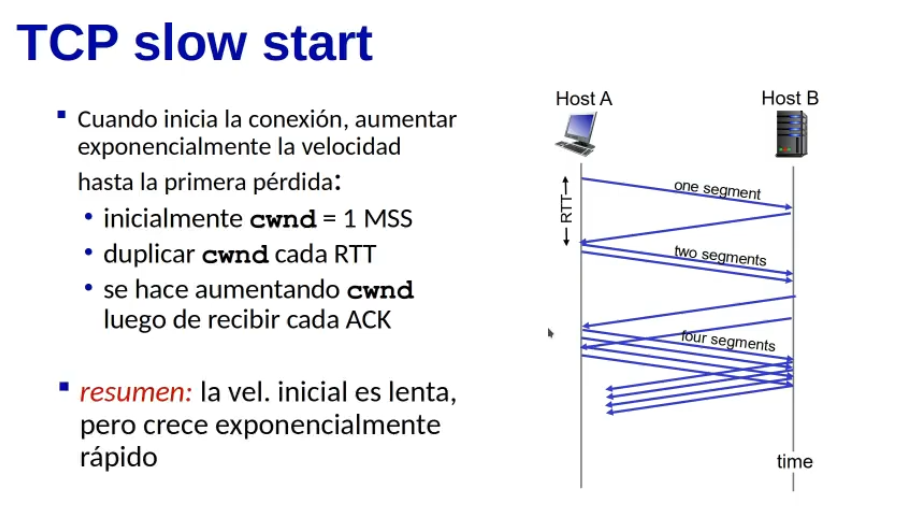 TCP slow start
Cuando inicia la conexión, aumentar
exponencialmente la velocidad
hasta la primera pérdida:
inicialmente cwnd = 1 MSS
duplicar cwnd cada RTT
se hace aumentando cwnd
luego de recibir cada ACK
resumen: la vel. inicial es lenta,
pero crece exponencialmente
rápido
Host A
Host B
RTT
one segment
two segments
four segments
time